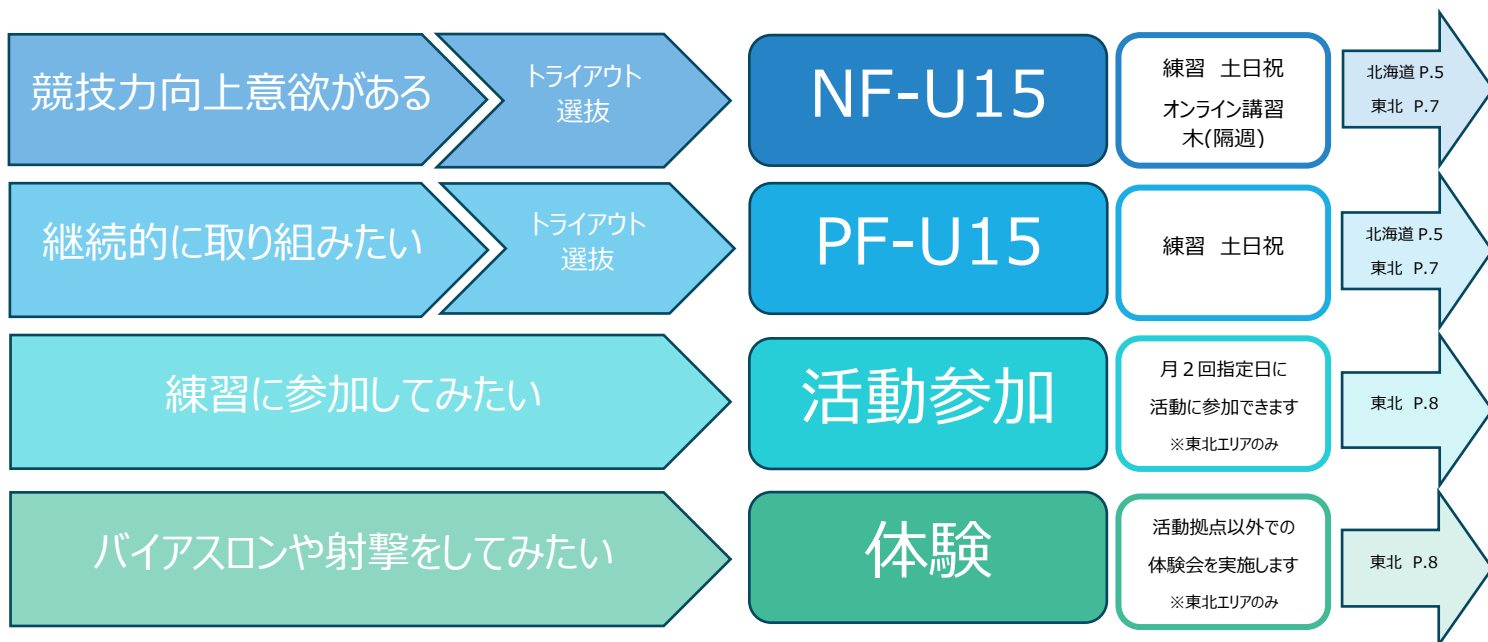 競技力向上意欲がある
トライアウト
選抜
NF-U15
練習 土日祝
オンライン講習
木(隔週)
北海道 P.5
東北 P.7
継続的に取り組みたい
トライアウト
選抜
PF-U15
練習 土日祝
北海道 P.5
東北 P.7
練習に参加してみたい
活動参加
月２回指定日に
活動に参加できます
※東北エリアのみ
東北 P.8
バイアスロンや射撃をしてみたい
体験
活動拠点以外での
体験会を実施します
※東北エリアのみ
東北 P.8